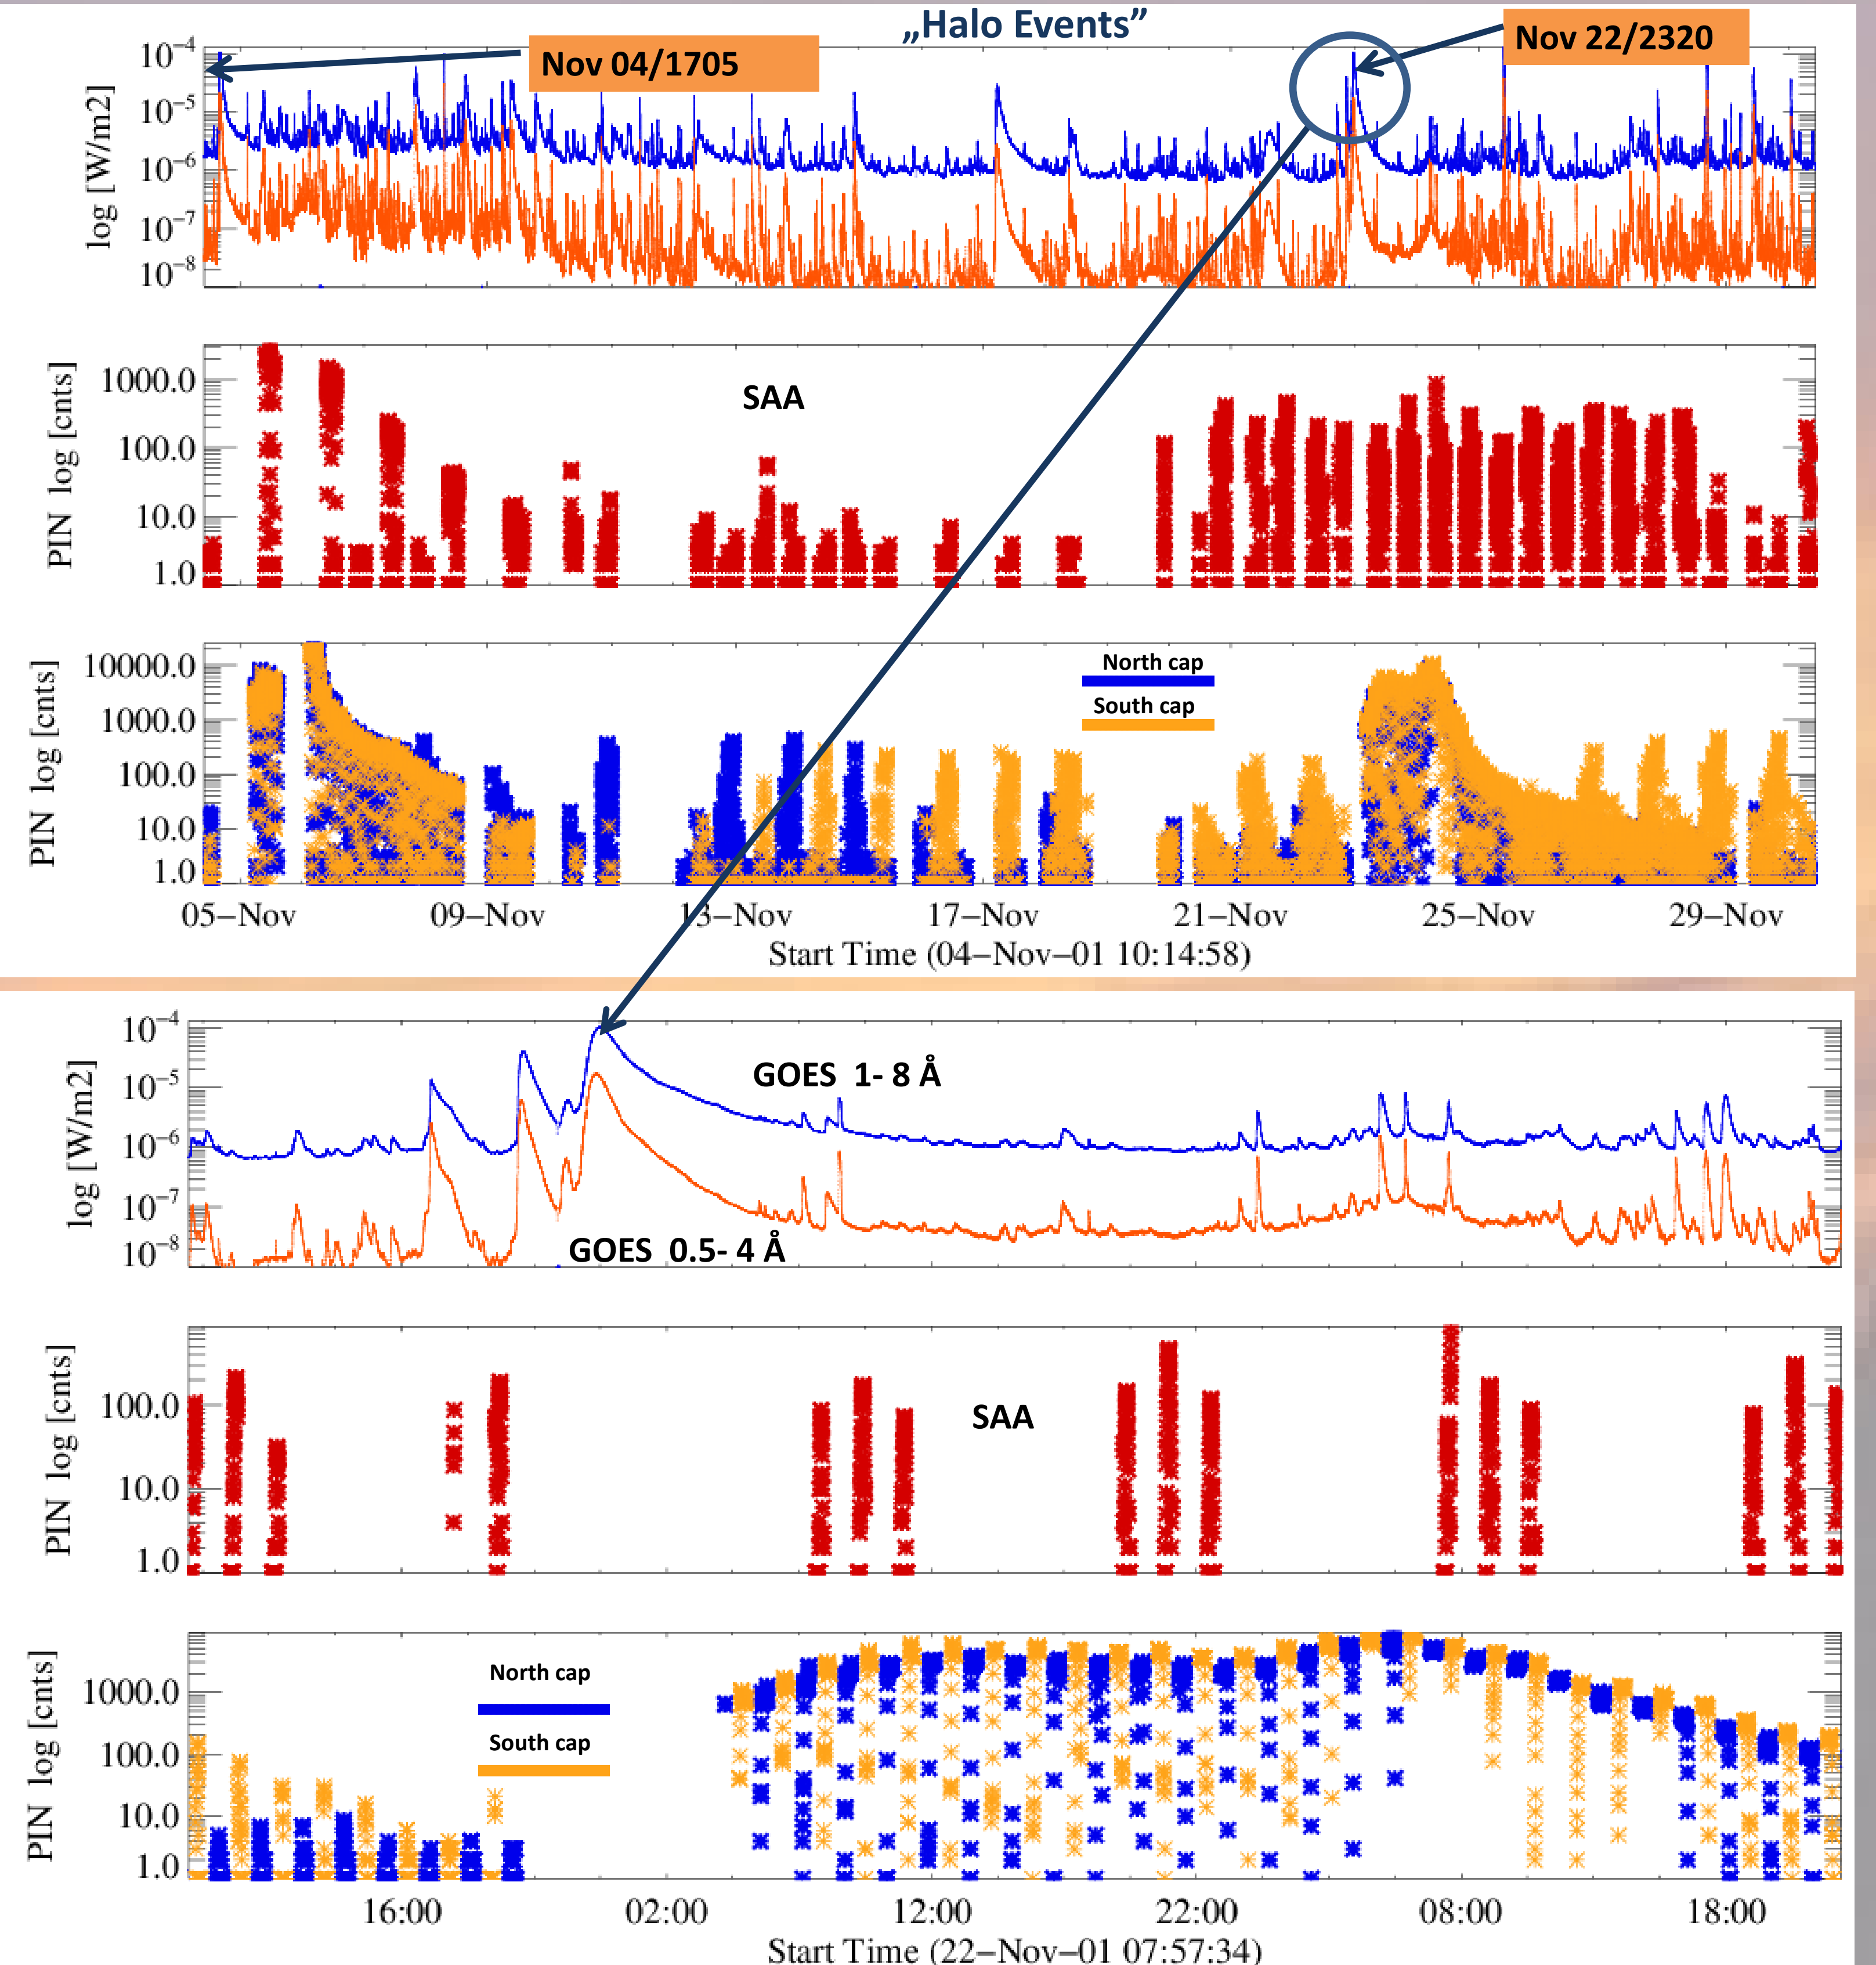 „Halo Events”
Nov 04/1705
Nov 22/2320
log [W/m2]
10⁻⁴
10⁻⁵
10⁻⁶
10⁻⁷
10⁻⁸
PIN log [cnts]
1000.0
100.0
10.0
1.0
SAA
PIN log [cnts]
10000.0
1000.0
100.0
10.0
1.0
North cap
South cap
05–Nov 09–Nov 13–Nov 17–Nov 21–Nov 25–Nov 29–Nov
Start Time (04–Nov–01 10:14:58)
log [W/m2]
10⁻⁴
10⁻⁵
10⁻⁶
10⁻⁷
10⁻⁸
GOES 1- 8 Å
GOES 0.5- 4 Å
PIN log [cnts]
100.0
10.0
1.0
SAA
PIN log [cnts]
1000.0
100.0
10.0
1.0
North cap
South cap
16:00 02:00 12:00 22:00 08:00 18:00
Start Time (22–Nov–01 07:57:34)